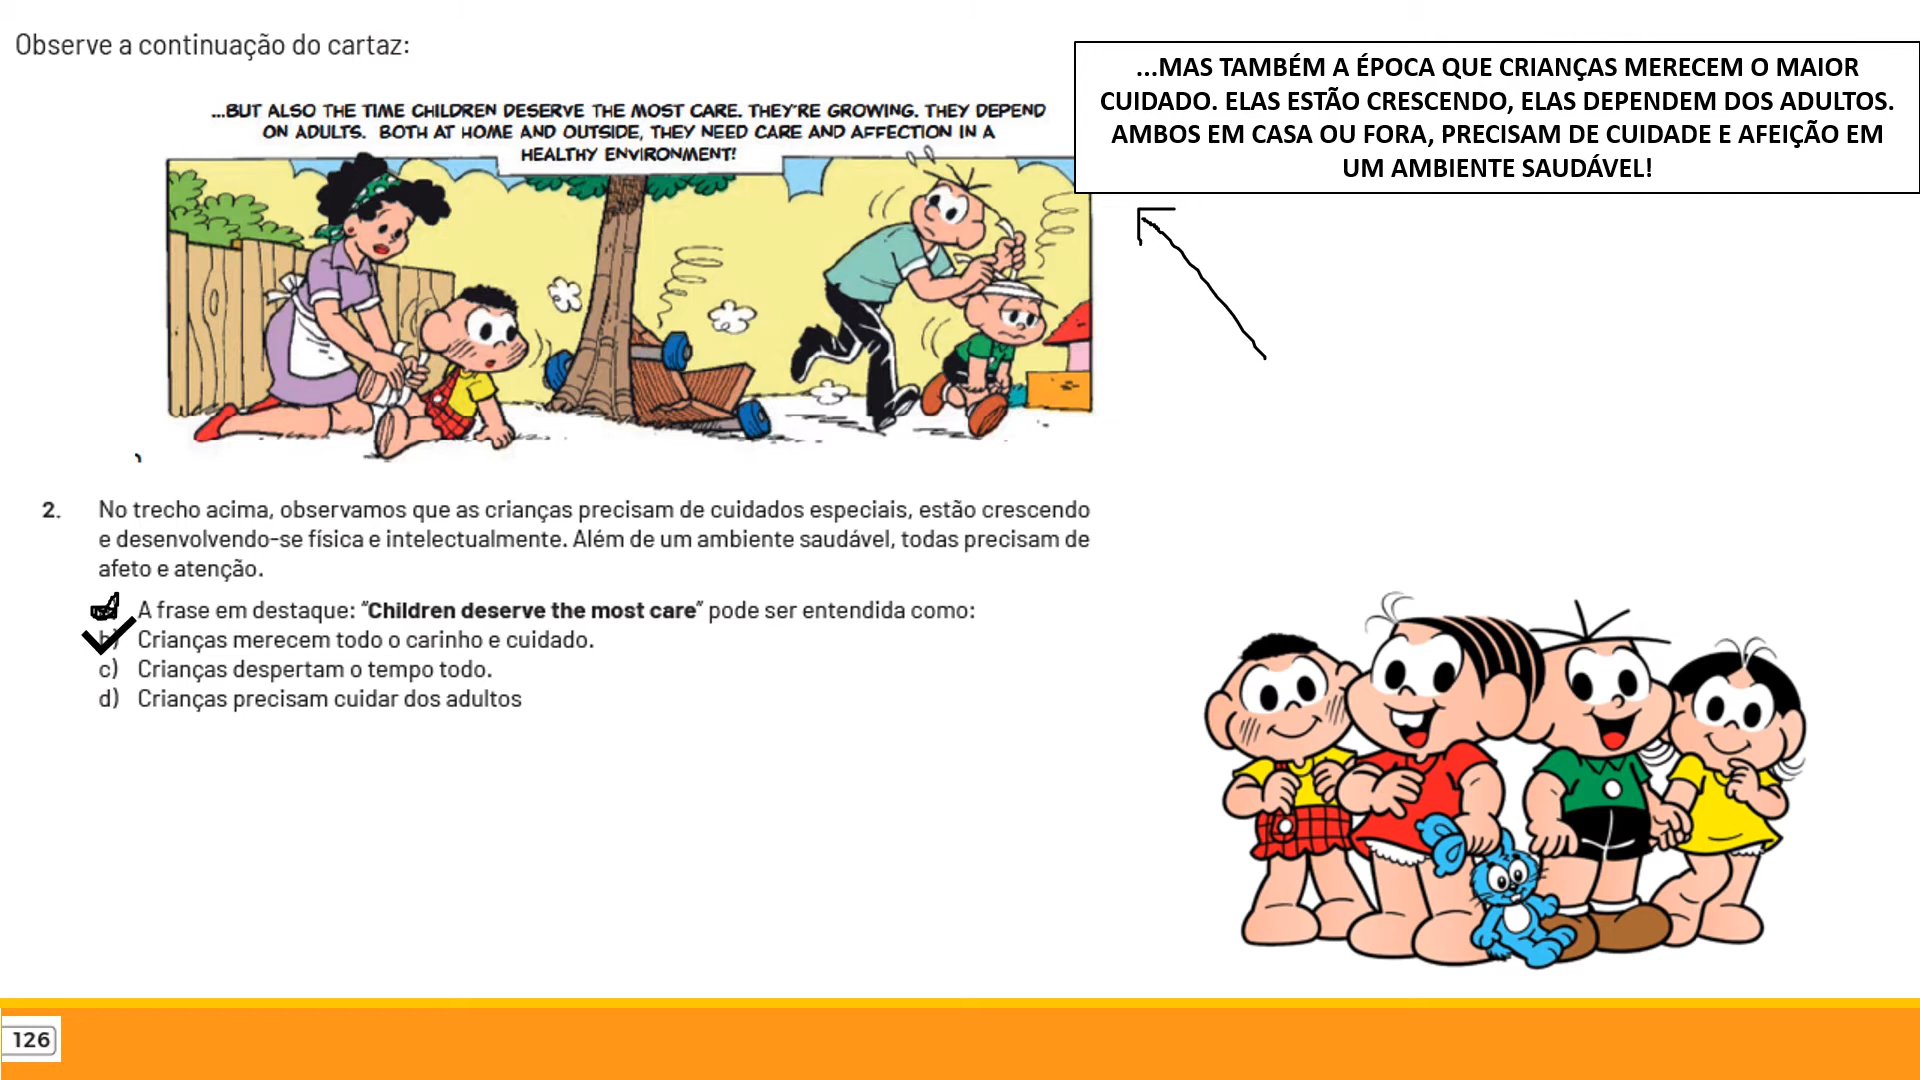 Observe a continuação do cartaz:
...MAS TAMBÉM A ÉPOCA QUE CRIANÇAS MERECEM O MAIOR
CUIDADO. ELAS ESTÃO CRESCENDO, ELAS DEPENDEM DOS ADULTOS.
AMBOS EM CASA OU FORA, PRECISAM DE CUIDADE E AFEIÇÃO EM
UM AMBIENTE SAUDÁVEL!
...BUT ALSO THE TIME CHILDREN DESERVE THE MOST CARE. THEY'RE GROWING. THEY DEPEND
ON ADULTS. BOTH AT HOME AND OUTSIDE, THEY NEED CARE AND AFFECTION IN A
HEALTHY ENVIRONMENT!
2. No trecho acima, observamos que as crianças precisam de cuidados especiais, estão crescendo
e desenvolvendo-se física e intelectualmente. Além de um ambiente saudável, todas precisam de
afeto e atenção.
A frase em destaque: "Children deserve the most care" pode ser entendida como:
b) Crianças merecem todo o carinho e cuidado.
c) Crianças despertam o tempo todo.
d) Crianças precisam cuidar dos adultos
126